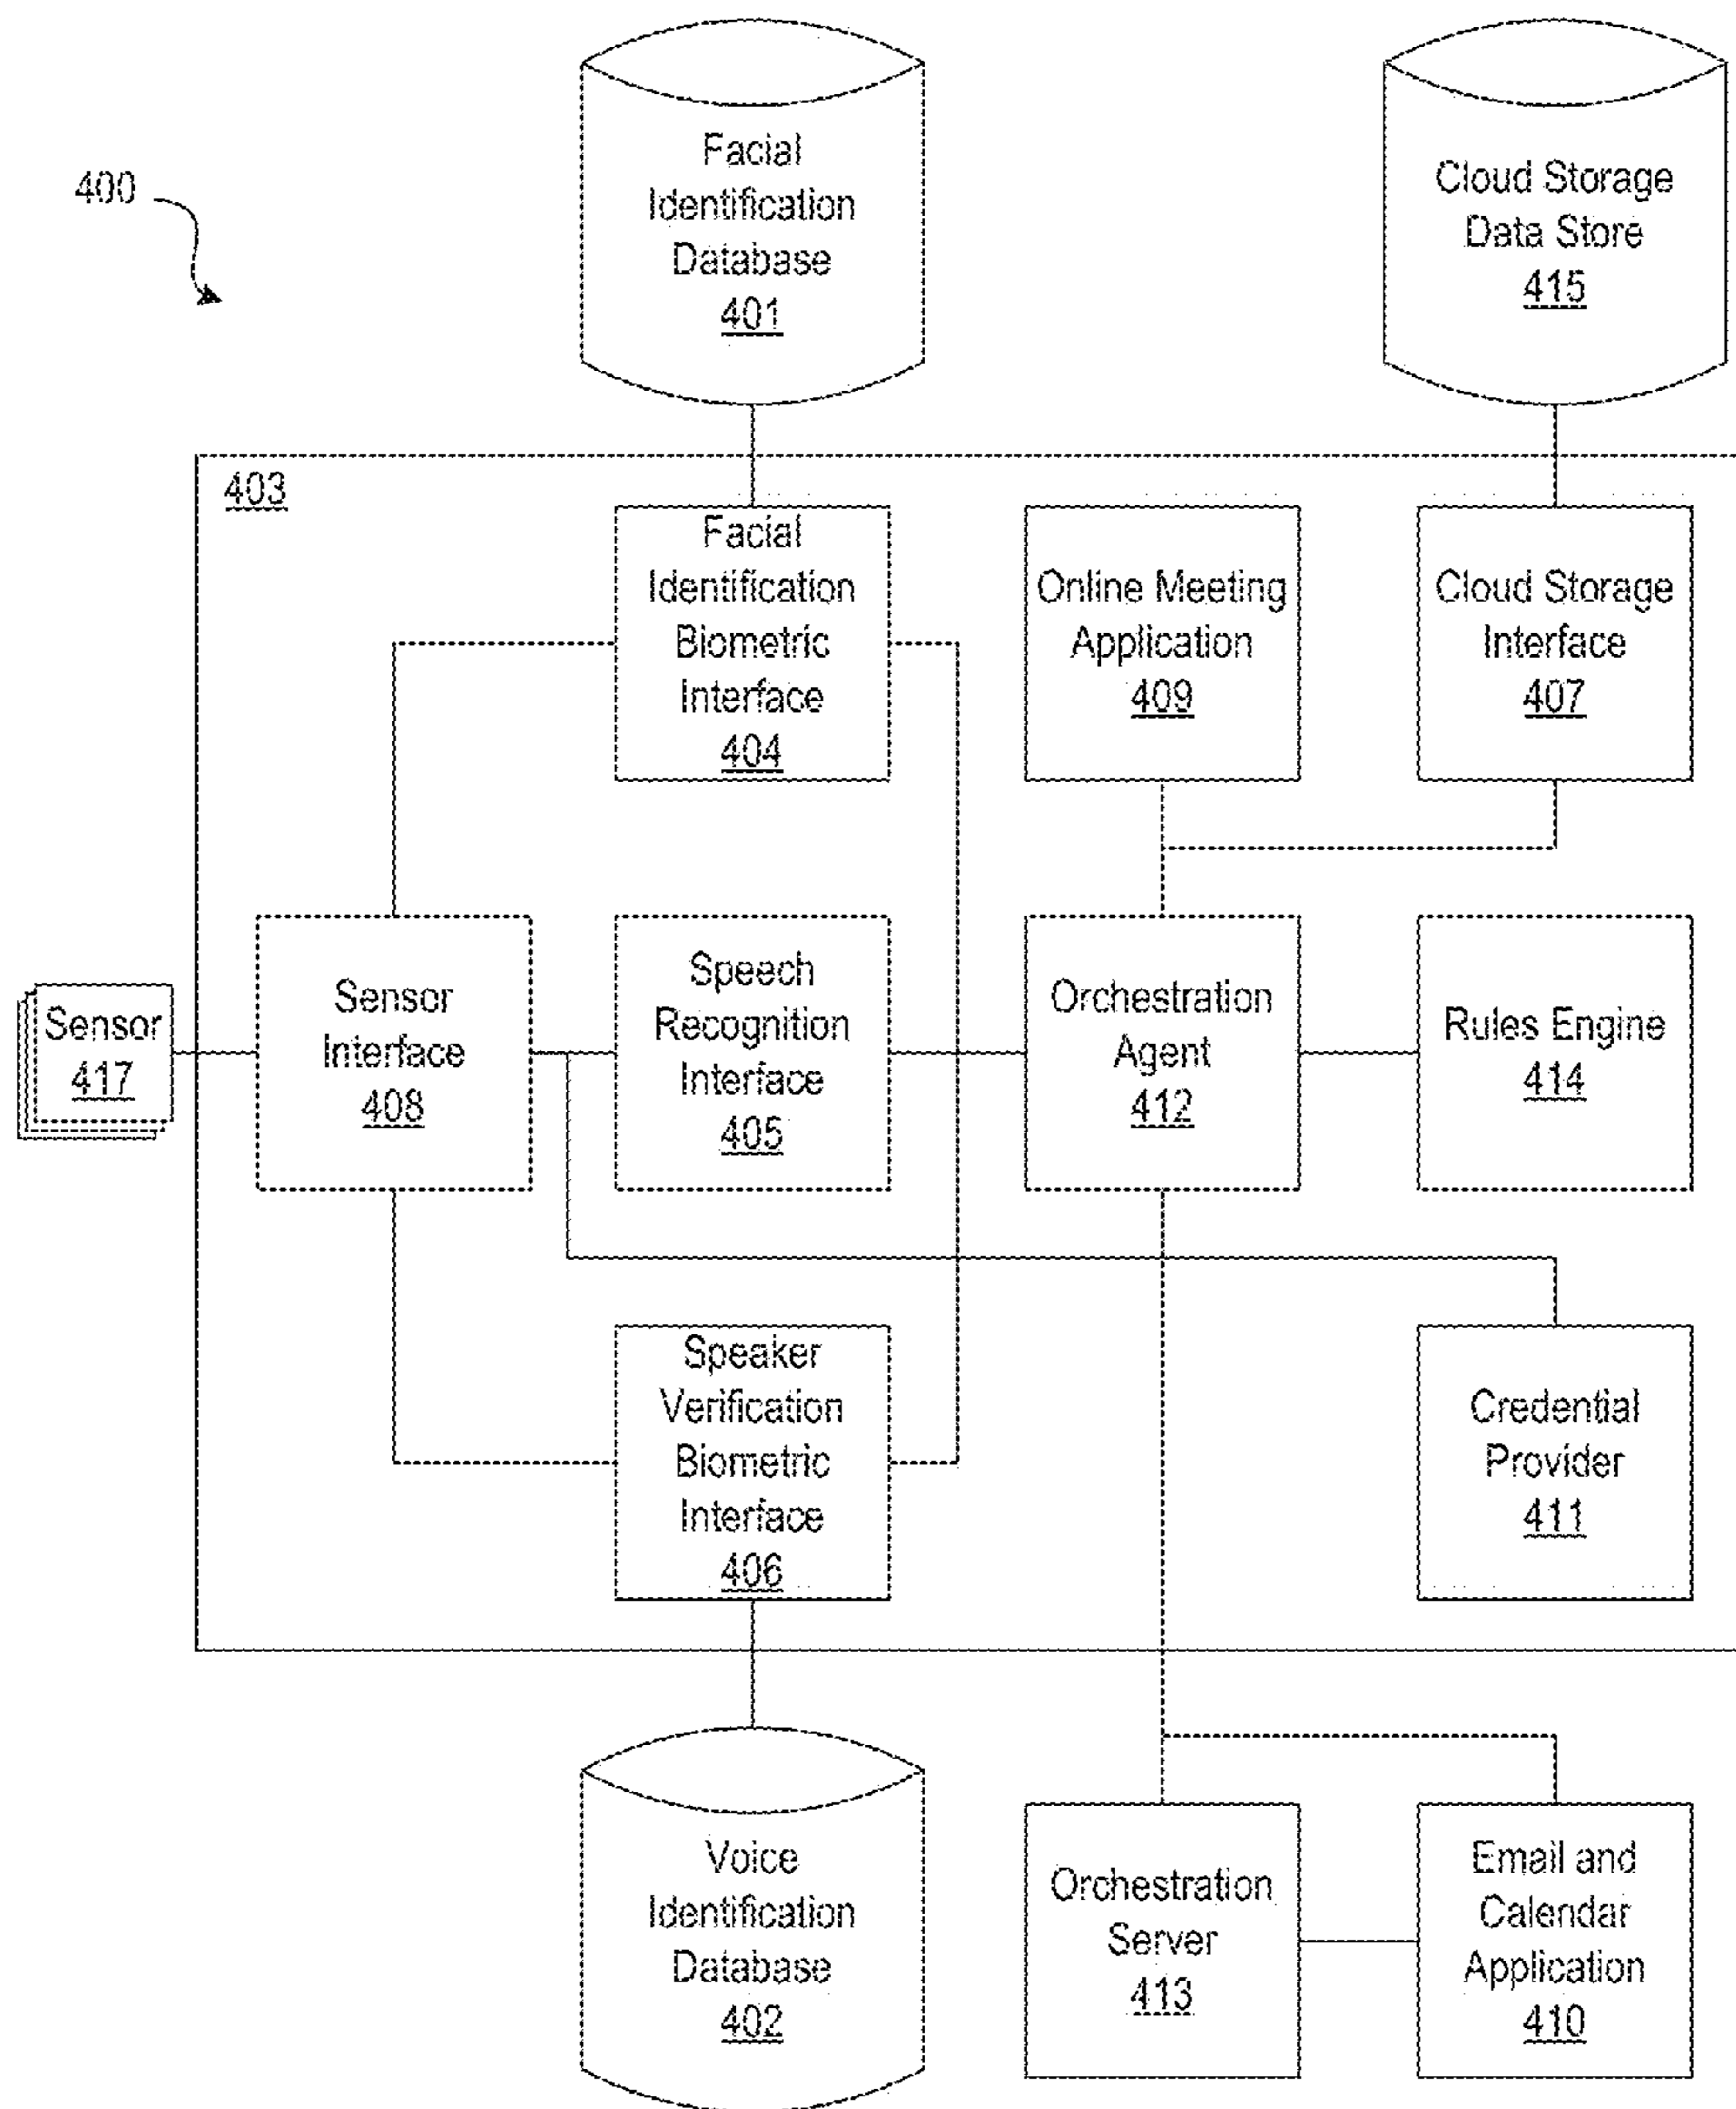 Facial
Identification
Database
401
Cloud Storage
Data Store
415
400
403
Facial
Identification
Biometric
Interface
404
Online Meeting
Application
409
Cloud Storage
Interface
407
Sensor
417
Sensor
Interface
408
Speech
Recognition
Interface
405
Orchestration
Agent
412
Rules Engine
414
Speaker
Verification
Biometric
Interface
406
Credential
Provider
411
Voice
Identification
Database
402
Orchestration
Server
413
Email and
Calendar
Application
410